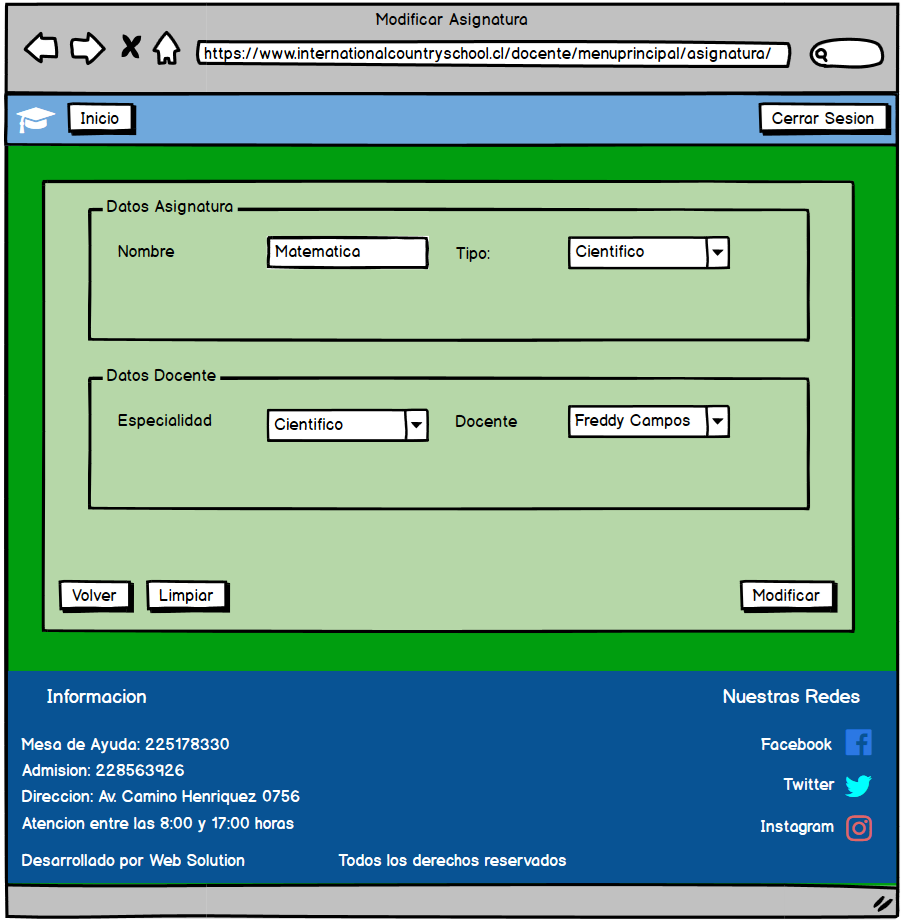 Modificar Asignatura
https://www.internationalcountryschool.cl/docente/menuprincipal/asignatura/
Inicio
Cerrar Sesion
Datos Asignatura
Nombre
Matematica
Tipo:
Cientifico
Datos Docente
Especialidad
Cientifico
Docente
Freddy Campos
Volver
Limpiar
Modificar
Informacion
Nuestras Redes
Mesa de Ayuda: 225178330
Facebook
Admision: 228563926
Twitter
Direccion: Av. Camino Henriquez 0756
Atencion entre las 8:00 y 17:00 horas
Instagram
Desarrollado por Web Solution
Todos los derechos reservados